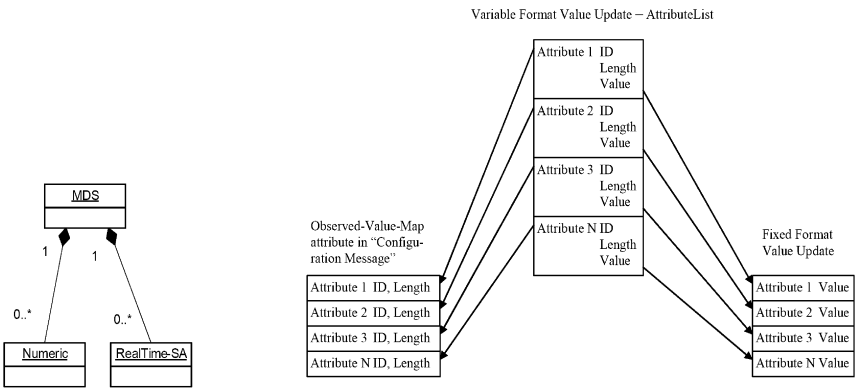 Variable Format Value Update – AttributeList
Attribute 1 ID
Length
Value
Attribute 2 ID
Length
Value
Attribute 3 ID
Length
Value
Attribute N ID
Length
Value
MDS
1
1
0..*
0..*
Numeric
RealTime-SA
Observed-Value-Map
attribute in “Configu-
ration Message”
Attribute 1 ID, Length
Attribute 2 ID, Length
Attribute 3 ID, Length
Attribute N ID, Length
Fixed Format
Value Update
Attribute 1 Value
Attribute 2 Value
Attribute 3 Value
Attribute N Value